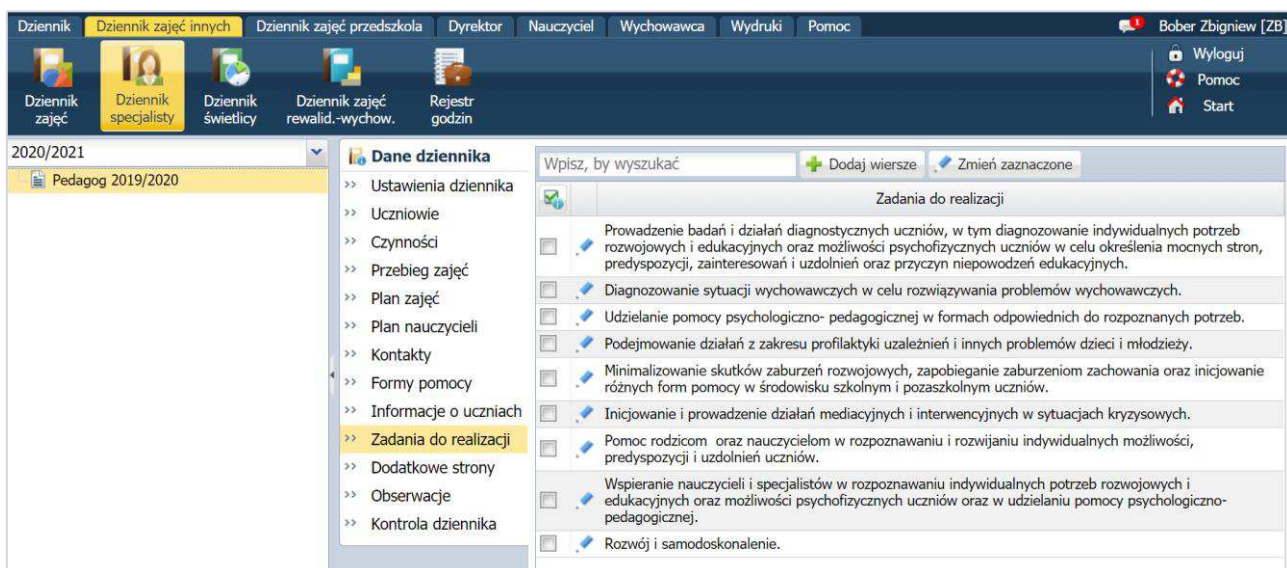 Dziennik Dziennik zajęć innych Dziennik zajęć przedszkola Dyrektor Nauczyciel Wychowawca Wydruki Pomoc 1 Bober Zbigniew [ZB]
Dziennik zajęć
Dziennik specjalisty
Dziennik świetlicy
Dziennik zajęć rewalid.-wychow.
Rejestr godzin
Wyloguj
Pomoc
Start
2020/2021
Pedagog 2019/2020
Dane dziennika
Ustawienia dziennika
Uczniowie
Czynności
Przebieg zajęć
Plan zajęć
Plan nauczycieli
Kontakty
Formy pomocy
Informacje o uczniach
Zadania do realizacji
Dodatkowe strony
Obserwacje
Kontrola dziennika
Wpisz, by wyszukać Dodaj wiersze Zmień zaznaczone
Zadania do realizacji
Prowadzenie badań i działań diagnostycznych uczniów, w tym diagnozowanie indywidualnych potrzeb
rozwojowych i edukacyjnych oraz możliwości psychofizycznych uczniów w celu określenia mocnych stron,
predyspozycji, zainteresowań i uzdolnień oraz przyczyn niepowodzeń edukacyjnych.
Diagnozowanie sytuacji wychowawczych w celu rozwiązywania problemów wychowawczych.
Udzielanie pomocy psychologiczno- pedagogicznej w formach odpowiednich do rozpoznanych potrzeb.
Podejmowanie działań z zakresu profilaktyki uzależnień i innych problemów dzieci i młodzieży.
Minimalizowanie skutków zaburzeń rozwojowych, zapobieganie zaburzeniom zachowania oraz inicjowanie
różnych form pomocy w środowisku szkolnym i pozaszkolnym uczniów.
Inicjowanie i prowadzenie działań mediacyjnych i interwencyjnych w sytuacjach kryzysowych.
Pomoc rodzicom oraz nauczycielom w rozpoznawaniu i rozwijaniu indywidualnych możliwości,
predyspozycji i uzdolnień uczniów.
Wspieranie nauczycieli i specjalistów w rozpoznawaniu indywidualnych potrzeb rozwojowych i
edukacyjnych oraz możliwości psychofizycznych uczniów oraz w udzielaniu pomocy psychologiczno-
pedagogicznej.
Rozwój i samodoskonalenie.